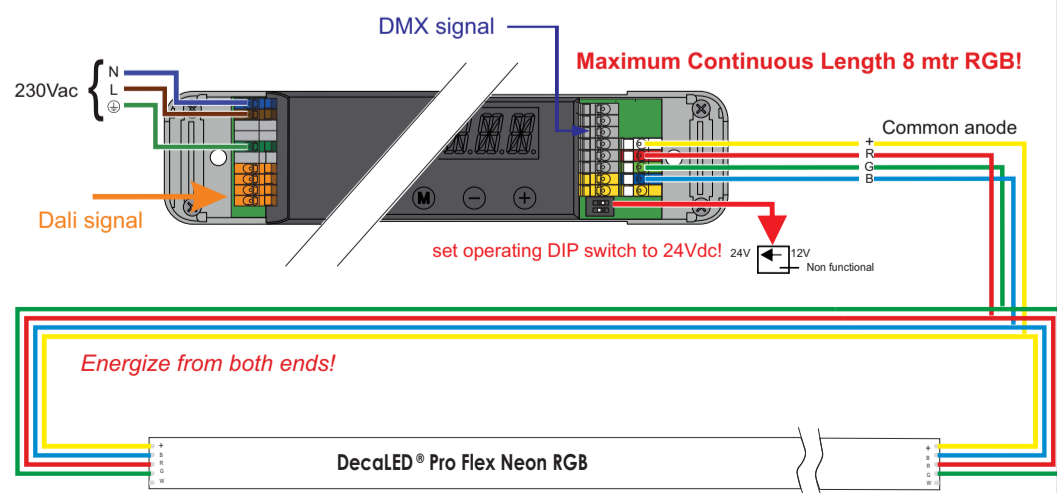 DMX signal
Maximum Continuous Length 8 mtr RGB!
230Vac
N
L
Common anode
+
R
G
B
M
Dali signal
set operating DIP switch to 24Vdc!
24V
12V
Non functional
Energize from both ends!
DecaLED® Pro Flex Neon RGB
+
B
R
G
W
+
B
R
G
W